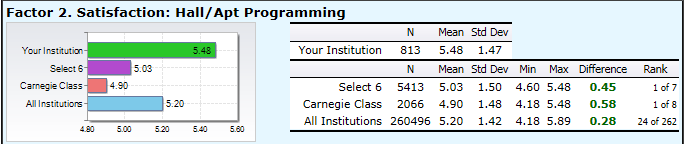 Factor 2. Satisfaction: Hall/Apt Programming
Your Institution 5.48
Select 6 5.03
Carnegie Class 4.90
All Institutions 5.20
4.80 5.00 5.20 5.40 5.60
N Mean Std Dev
Your Institution 813 5.48 1.47
N Mean Std Dev Min Max Difference Rank
Select 6 5413 5.03 1.50 4.60 5.48 0.45 1 of 7
Carnegie Class 2066 4.90 1.48 4.18 5.48 0.58 1 of 8
All Institutions 260496 5.20 1.42 4.18 5.89 0.28 24 of 262